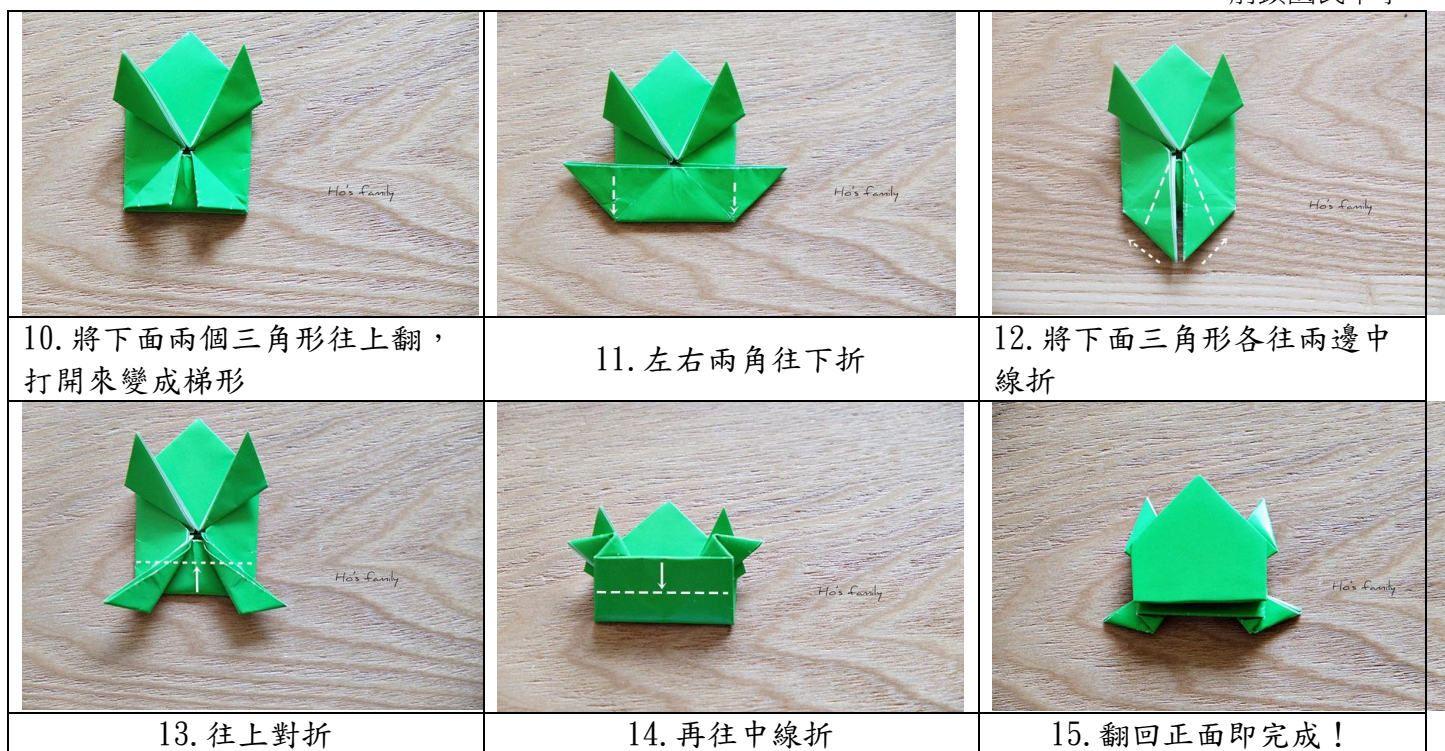 Ho's family
Ho's family
Ho's family
10.將下面兩個三角形往上翻，
打開來變成梯形
11.左右兩角往下折
12.將下面三角形各往兩邊中
線折
Ho's family
Ho's family
Ho's family
13.往上對折
14.再往中線折
15.翻回正面即完成！